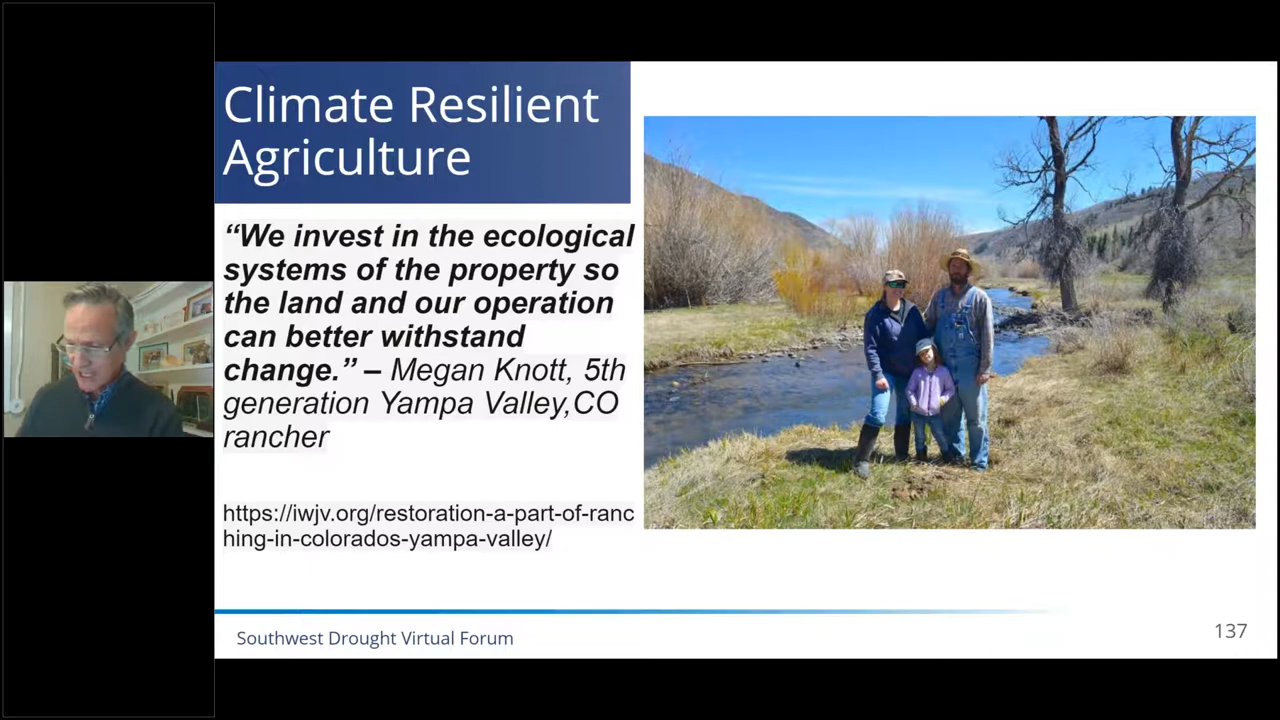 Climate Resilient
Agriculture
“We invest in the ecological
systems of the property so
the land and our operation
can better withstand
change.” – Megan Knott, 5th
generation Yampa Valley,CO
rancher
https://iwjv.org/restoration-a-part-of-ranc
hing-in-colorados-yampa-valley/
Southwest Drought Virtual Forum
137